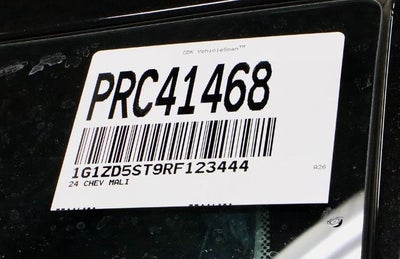 CDK VehicleScan™
PRC41468
1G1ZD5ST9RF123444
24 CHEV MALI
A26